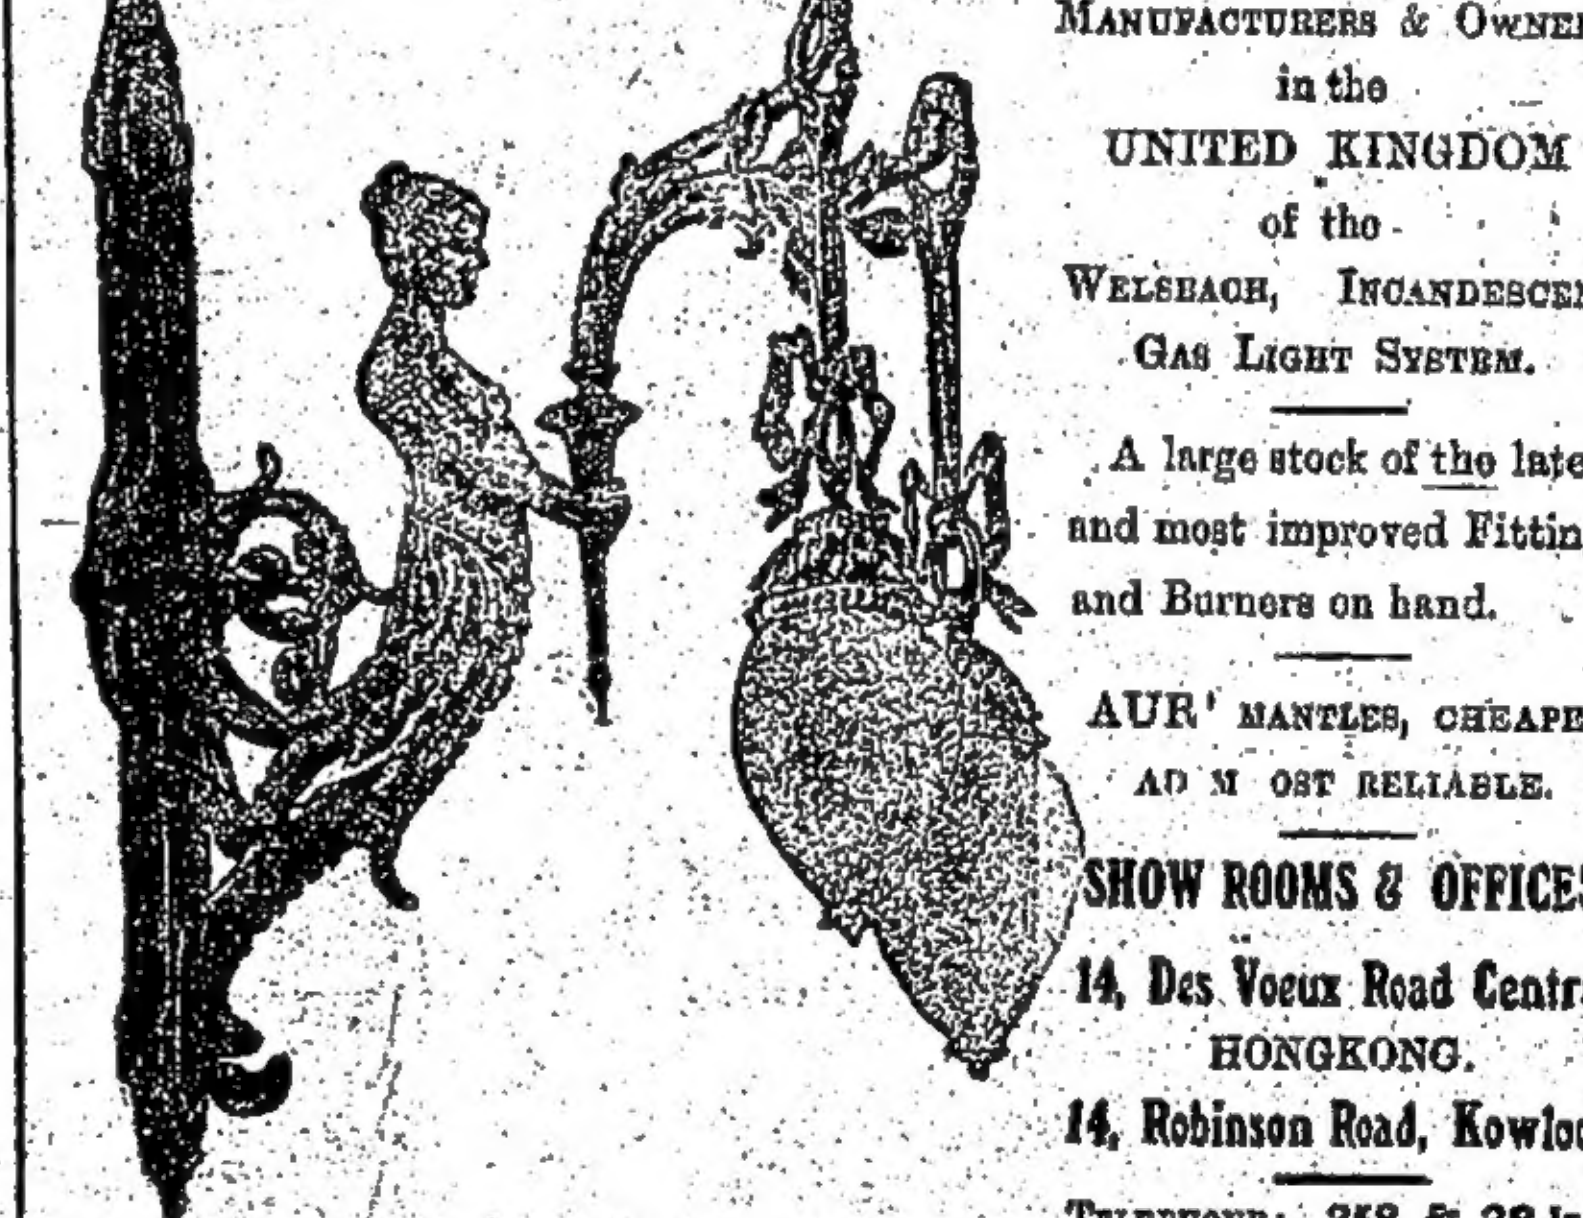 MANUFACTURERS & OWNE
in the
UNITED KINGDOM
of the
WELSBACH, INCANDESCE
GAS LIGHT SYSTEM.
A large stock of the late
and most improved Fittin
and Burners on hand.
AUR' MANTLES, CHEAPE
AD M OST RELIABLE.
SHOW ROOMS & OFFICE
14, Des Voeux Road Centr
HONGKONG.
14, Robinson Road, Kowloo